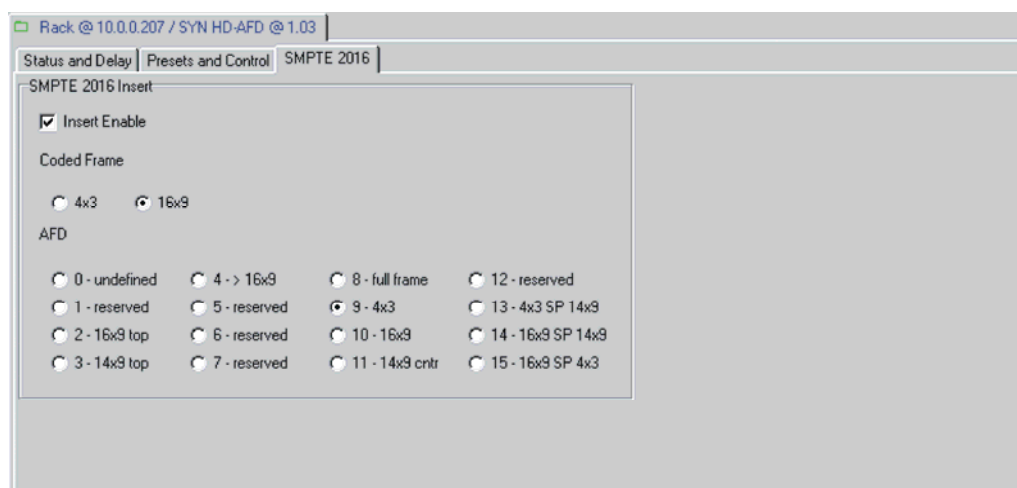 Rack @ 10.0.0.207 / SYN HD-AFD @ 1.03
Status and Delay Presets and Control SMPTE 2016
SMPTE 2016 Insert
Insert Enable
Coded Frame
4x3 16x9
AFD
0 - undefined 4 - > 16x9 8 - full frame 12 - reserved
1 - reserved 5 - reserved 9 - 4x3 13 - 4x3 SP 14x9
2 - 16x9 top 6 - reserved 10 - 16x9 14 - 16x9 SP 14x9
3 - 14x9 top 7 - reserved 11 - 14x9 cntr 15 - 16x9 SP 4x3